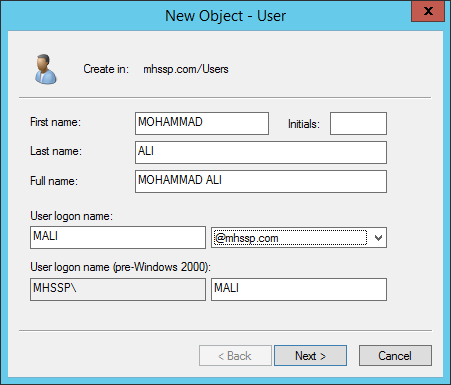 New Object - User
x
Create in: mhssp.com/Users
First name: MOHAMMAD Initials:
Last name: ALI
Full name: MOHAMMAD ALI
User logon name:
MALI @mhssp.com
User logon name (pre-Windows 2000):
MHSSP\ MALI
< Back Next > Cancel